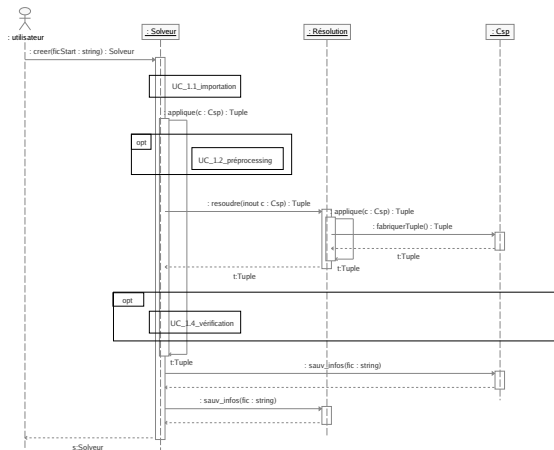 : utilisateur
: Solveur
: Résolution
: Csp
: creer(ficStart : string) : Solveur
UC_1.1_importation
applique(c : Csp) : Tuple
opt
UC_1.2_préprocessing
: resoudre(inout c : Csp) : Tuple
applique(c : Csp) : Tuple
: fabriquerTuple() : Tuple
t:Tuple
t:Tuple
t:Tuple
opt
UC_1.4_vérification
t:Tuple
: sauv_infos(fic : string)
: sauv_infos(fic : string)
s:Solveur